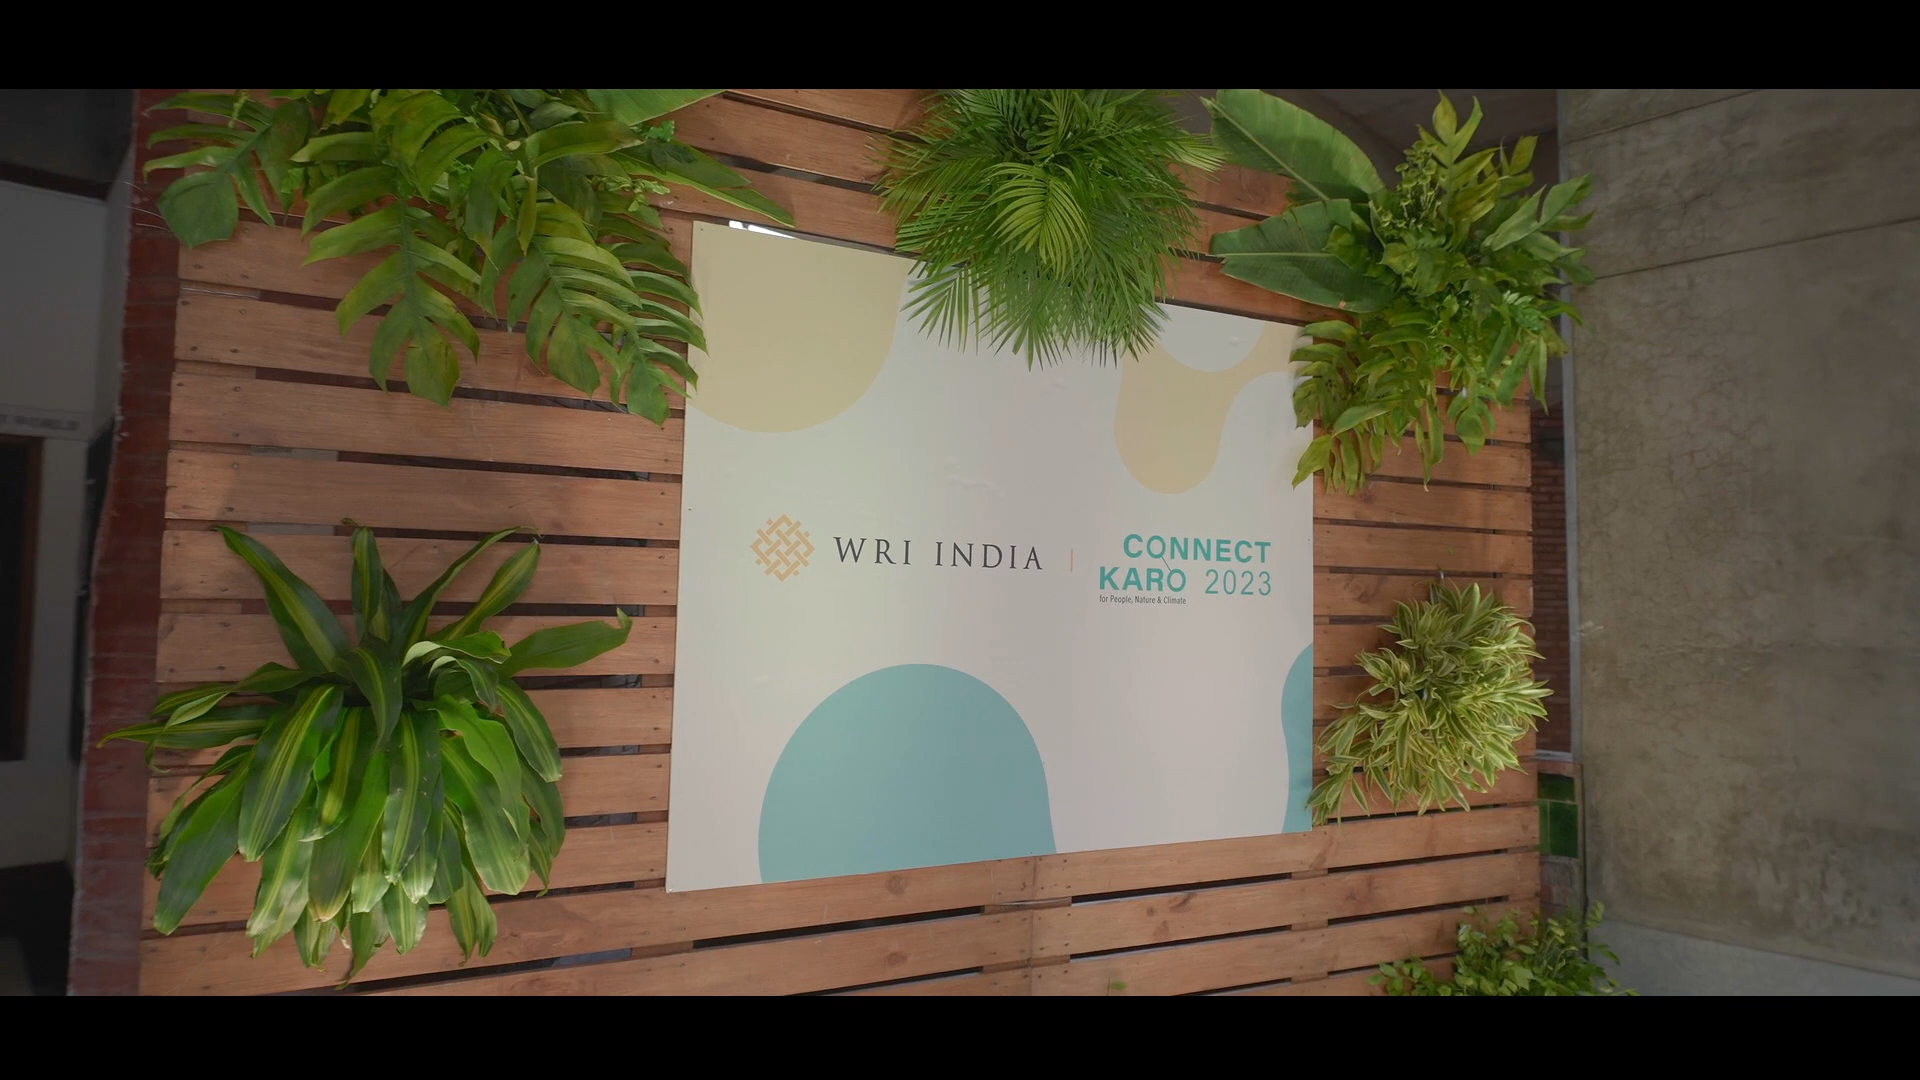 WRI INDIA
CONNECT
KARO 2023
for People, Nature & Climate